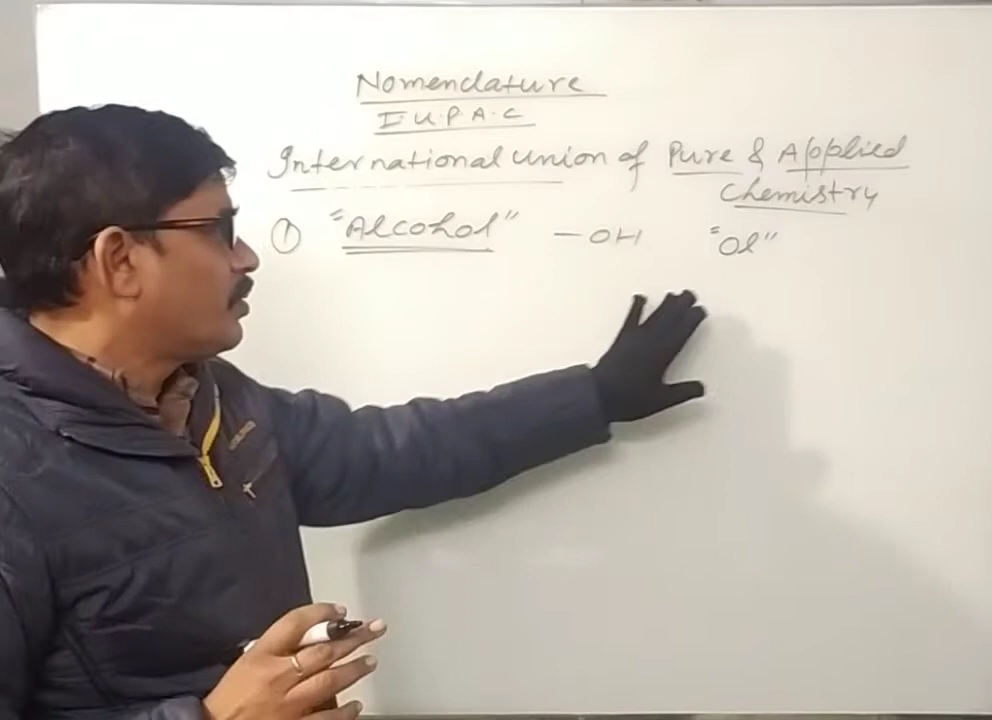 Nomenclature
I.U.P.A.C
International Union of Pure & Applied
Chemistry
① "Alcohol" —OH "Ol"